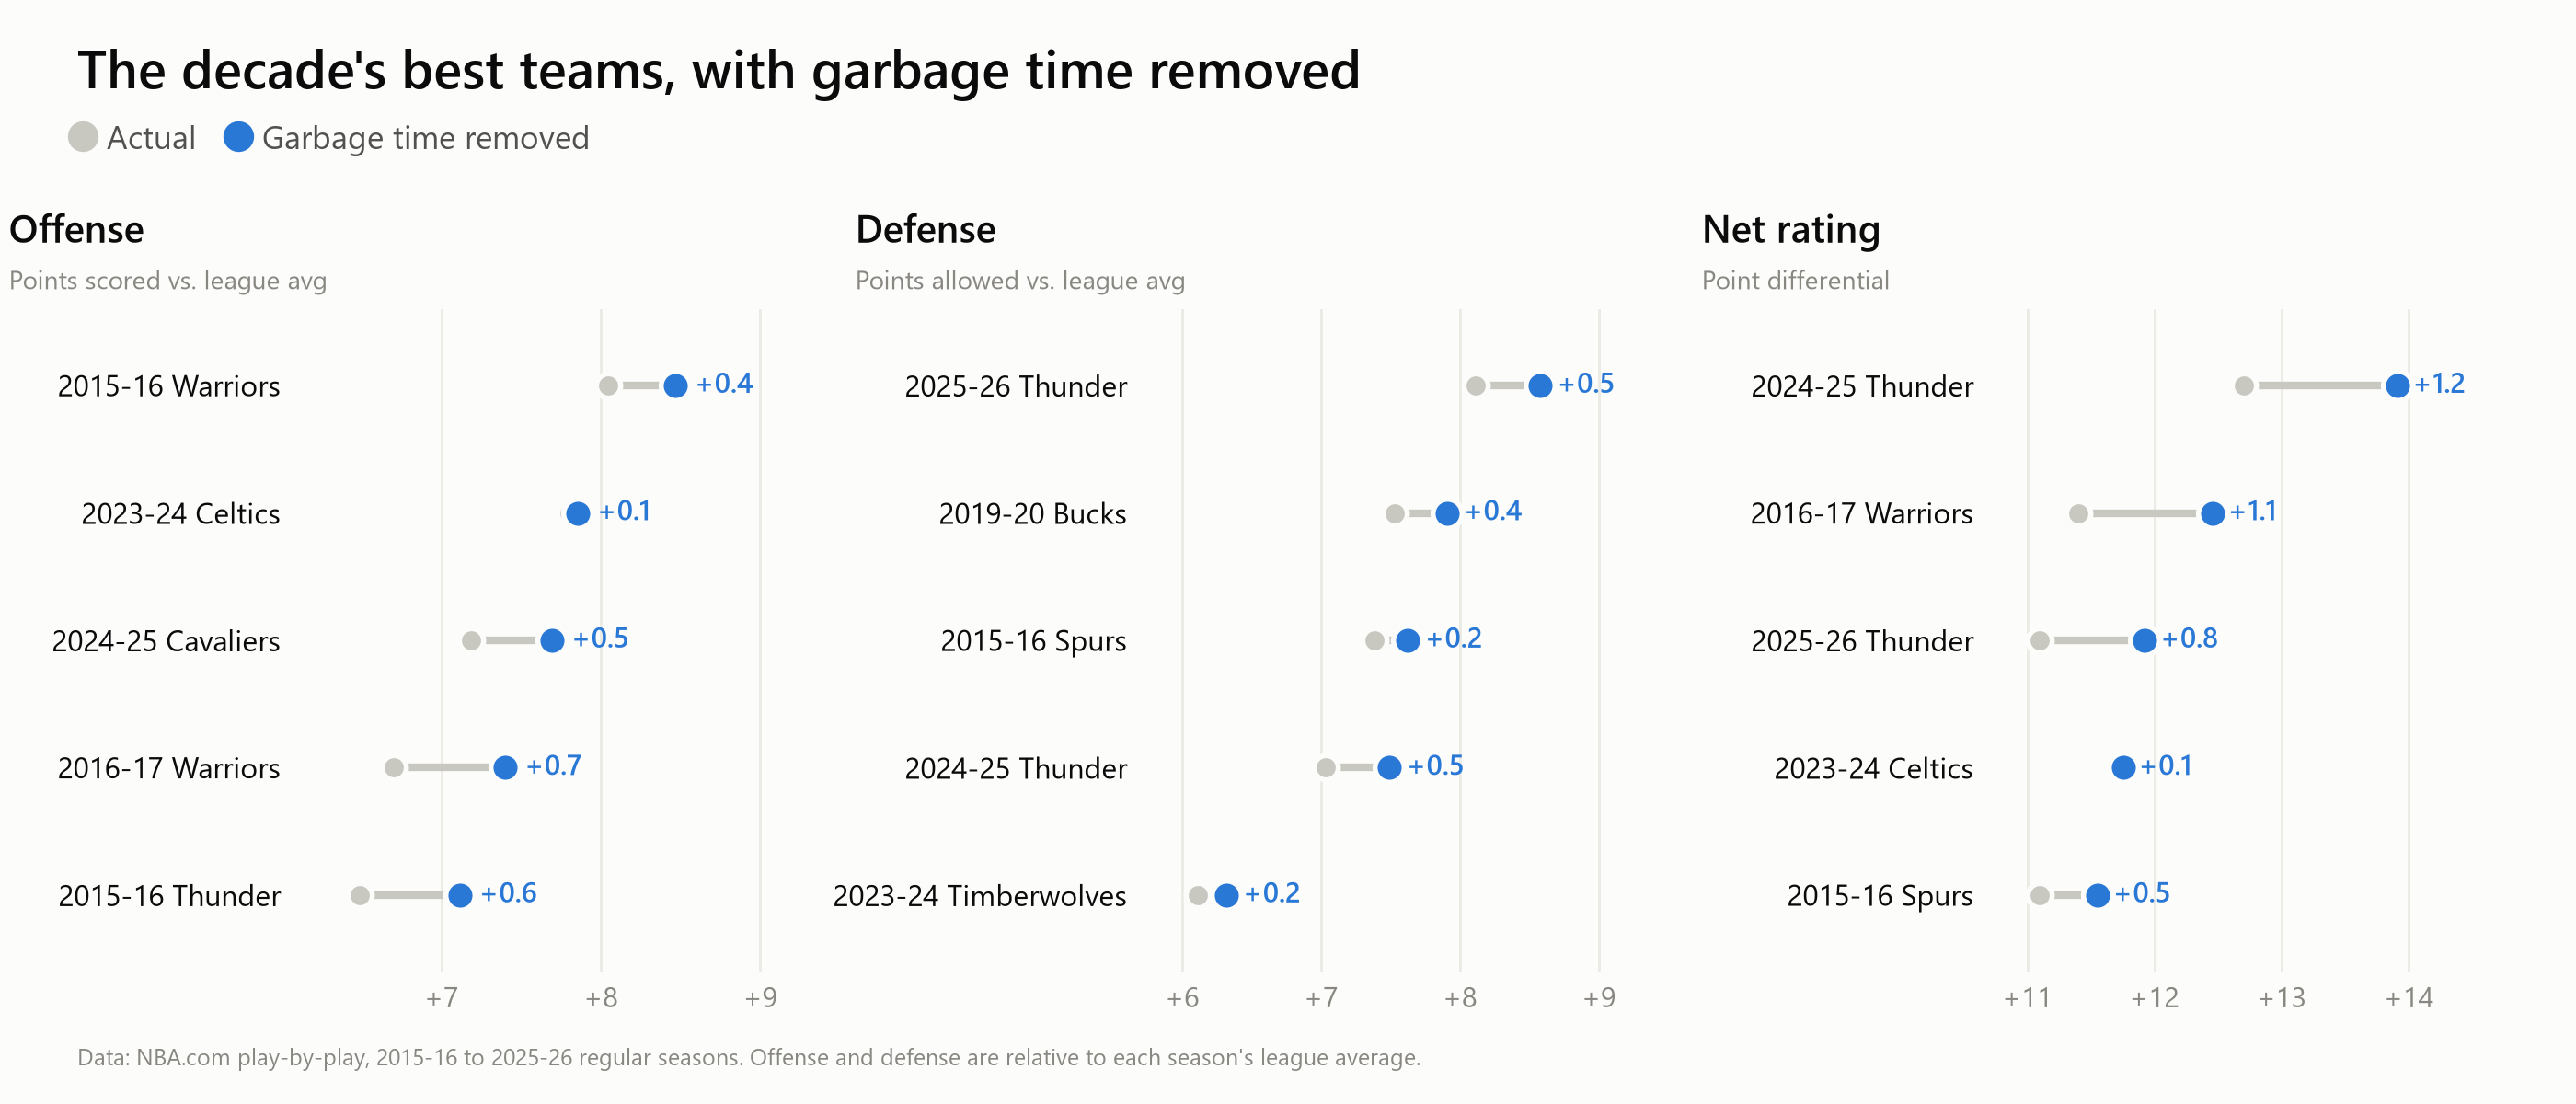 The decade's best teams, with garbage time removed
Actual Garbage time removed
Offense
Points scored vs. league avg
2015-16 Warriors +0.4
2023-24 Celtics +0.1
2024-25 Cavaliers +0.5
2016-17 Warriors +0.7
2015-16 Thunder +0.6
+7 +8 +9
Defense
Points allowed vs. league avg
2025-26 Thunder +0.5
2019-20 Bucks +0.4
2015-16 Spurs +0.2
2024-25 Thunder +0.5
2023-24 Timberwolves +0.2
+6 +7 +8 +9
Net rating
Point differential
2024-25 Thunder +1.2
2016-17 Warriors +1.1
2025-26 Thunder +0.8
2023-24 Celtics +0.1
2015-16 Spurs +0.5
+11 +12 +13 +14
Data: NBA.com play-by-play, 2015-16 to 2025-26 regular seasons. Offense and defense are relative to each season's league average.